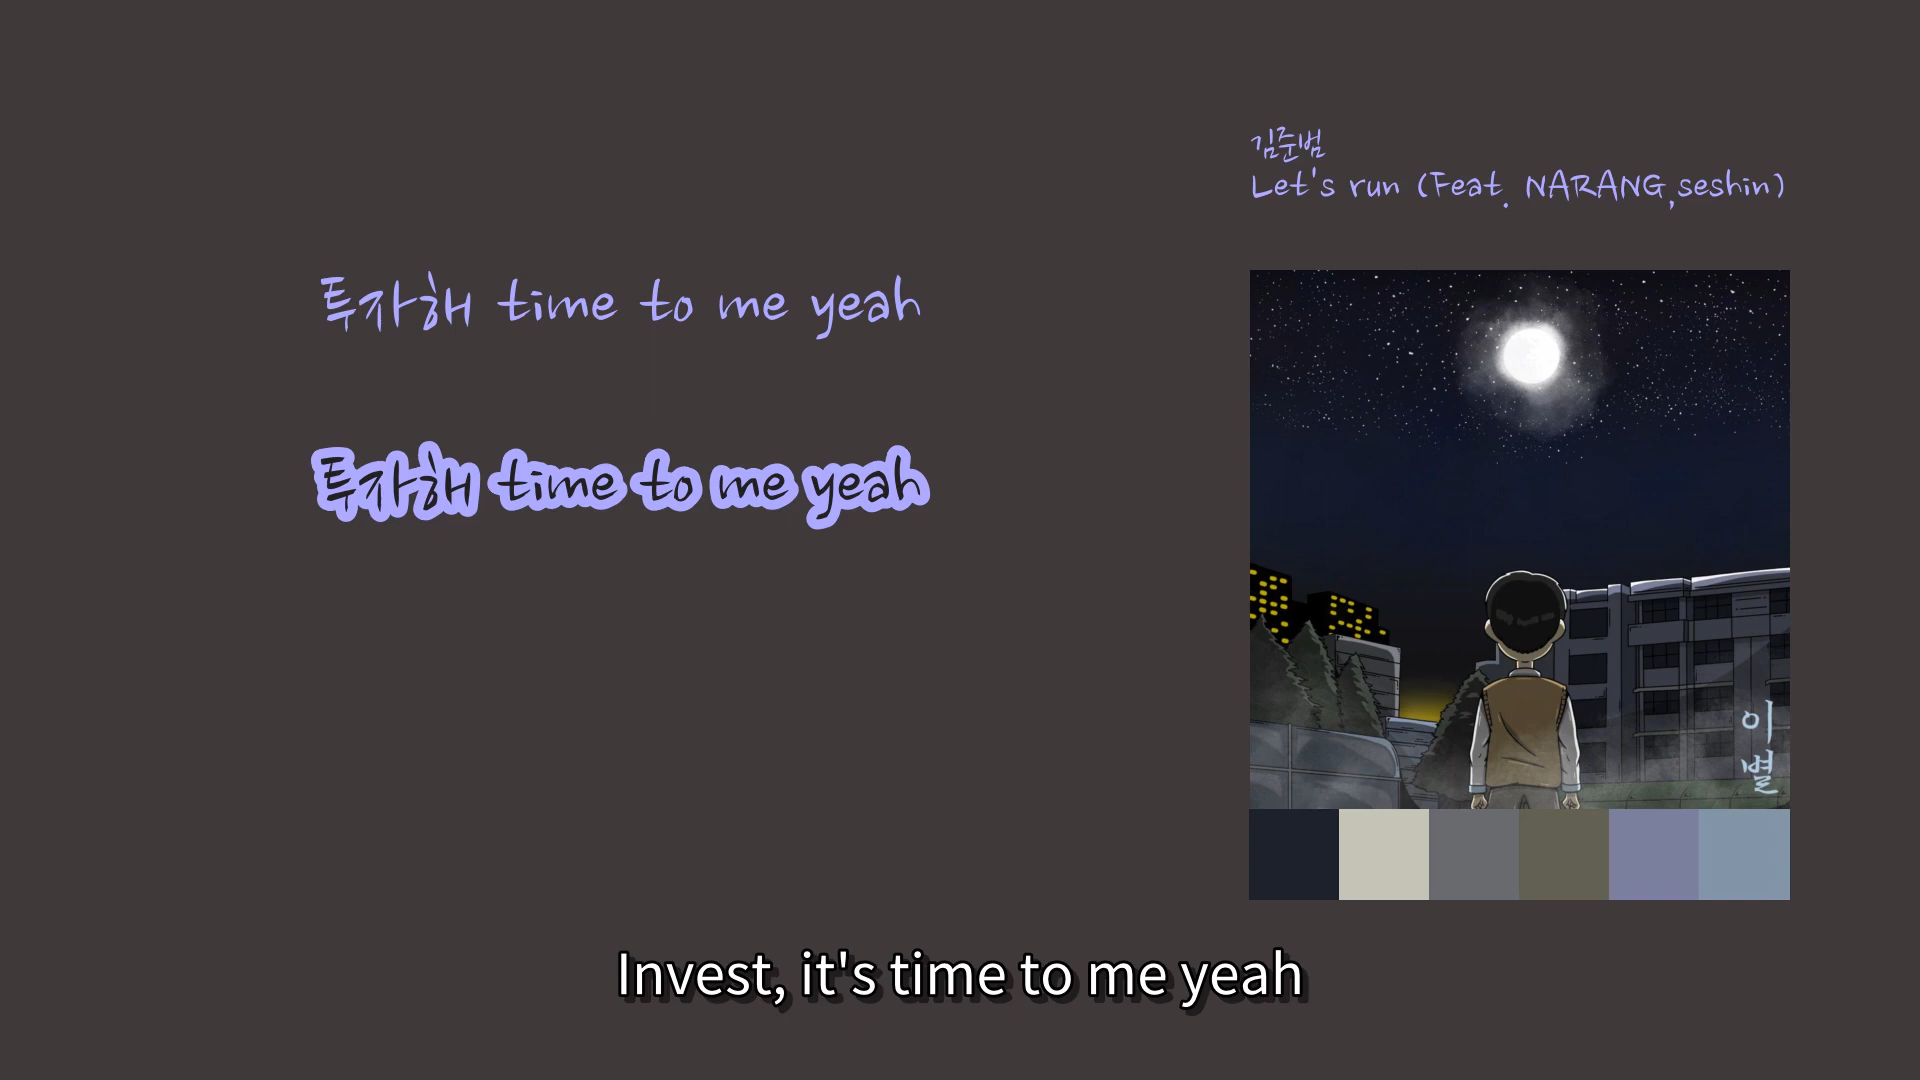 김준범
Let's run (Feat. NARANG,seshin)
투자해 time to me yeah
투자해 time to me yeah
이별
Invest, it's time to me yeah